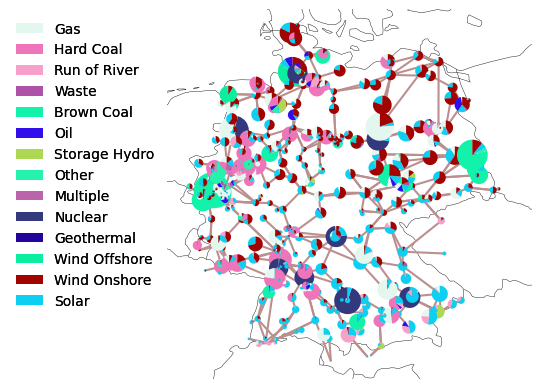 Gas
Hard Coal
Run of River
Waste
Brown Coal
Oil
Storage Hydro
Other
Multiple
Nuclear
Geothermal
Wind Offshore
Wind Onshore
Solar